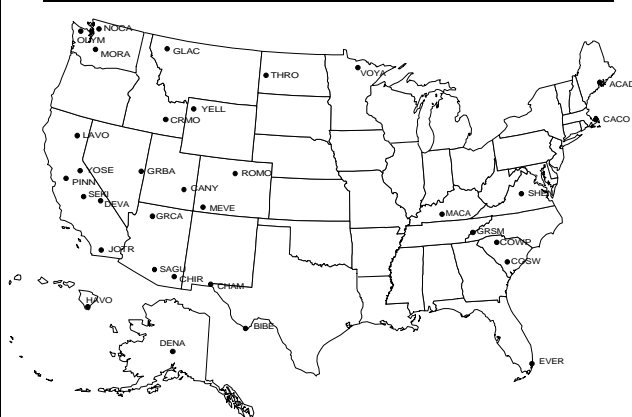 NOCA
OLYM
MORA
GLAC
THRO
VOYA
ACAD
YELL
CRMO
CACO
LAVO
YOSE
GRBA
ROMO
PINN
CANY
SEKI
DEVA
MEVE
SHEN
MACA
GRCA
GRSM
COWP
JOTR
COSW
SAGU
CHIR
CHAM
HAVO
BIBE
DENA
EVER